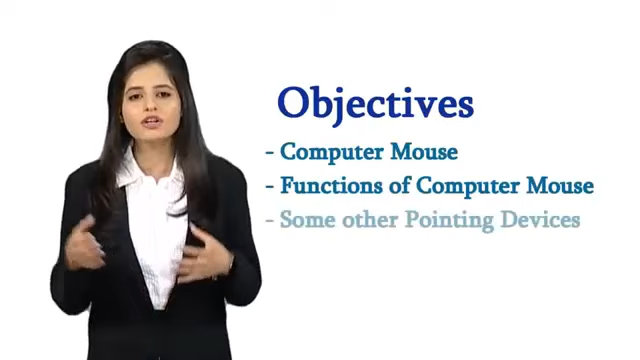 Objectives
- Computer Mouse
- Functions of Computer Mouse
- Some other Pointing Devices